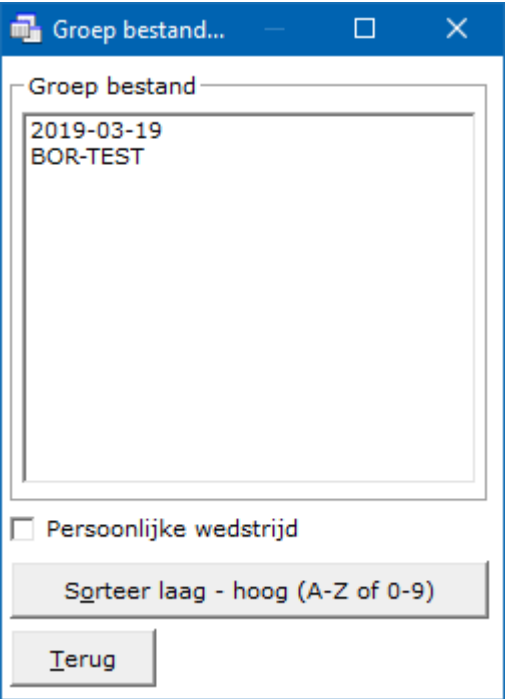 Groep bestand...
Groep bestand
2019-03-19
BOR-TEST
Persoonlijke wedstrijd
Sorteer laag - hoog (A-Z of 0-9)
Terug